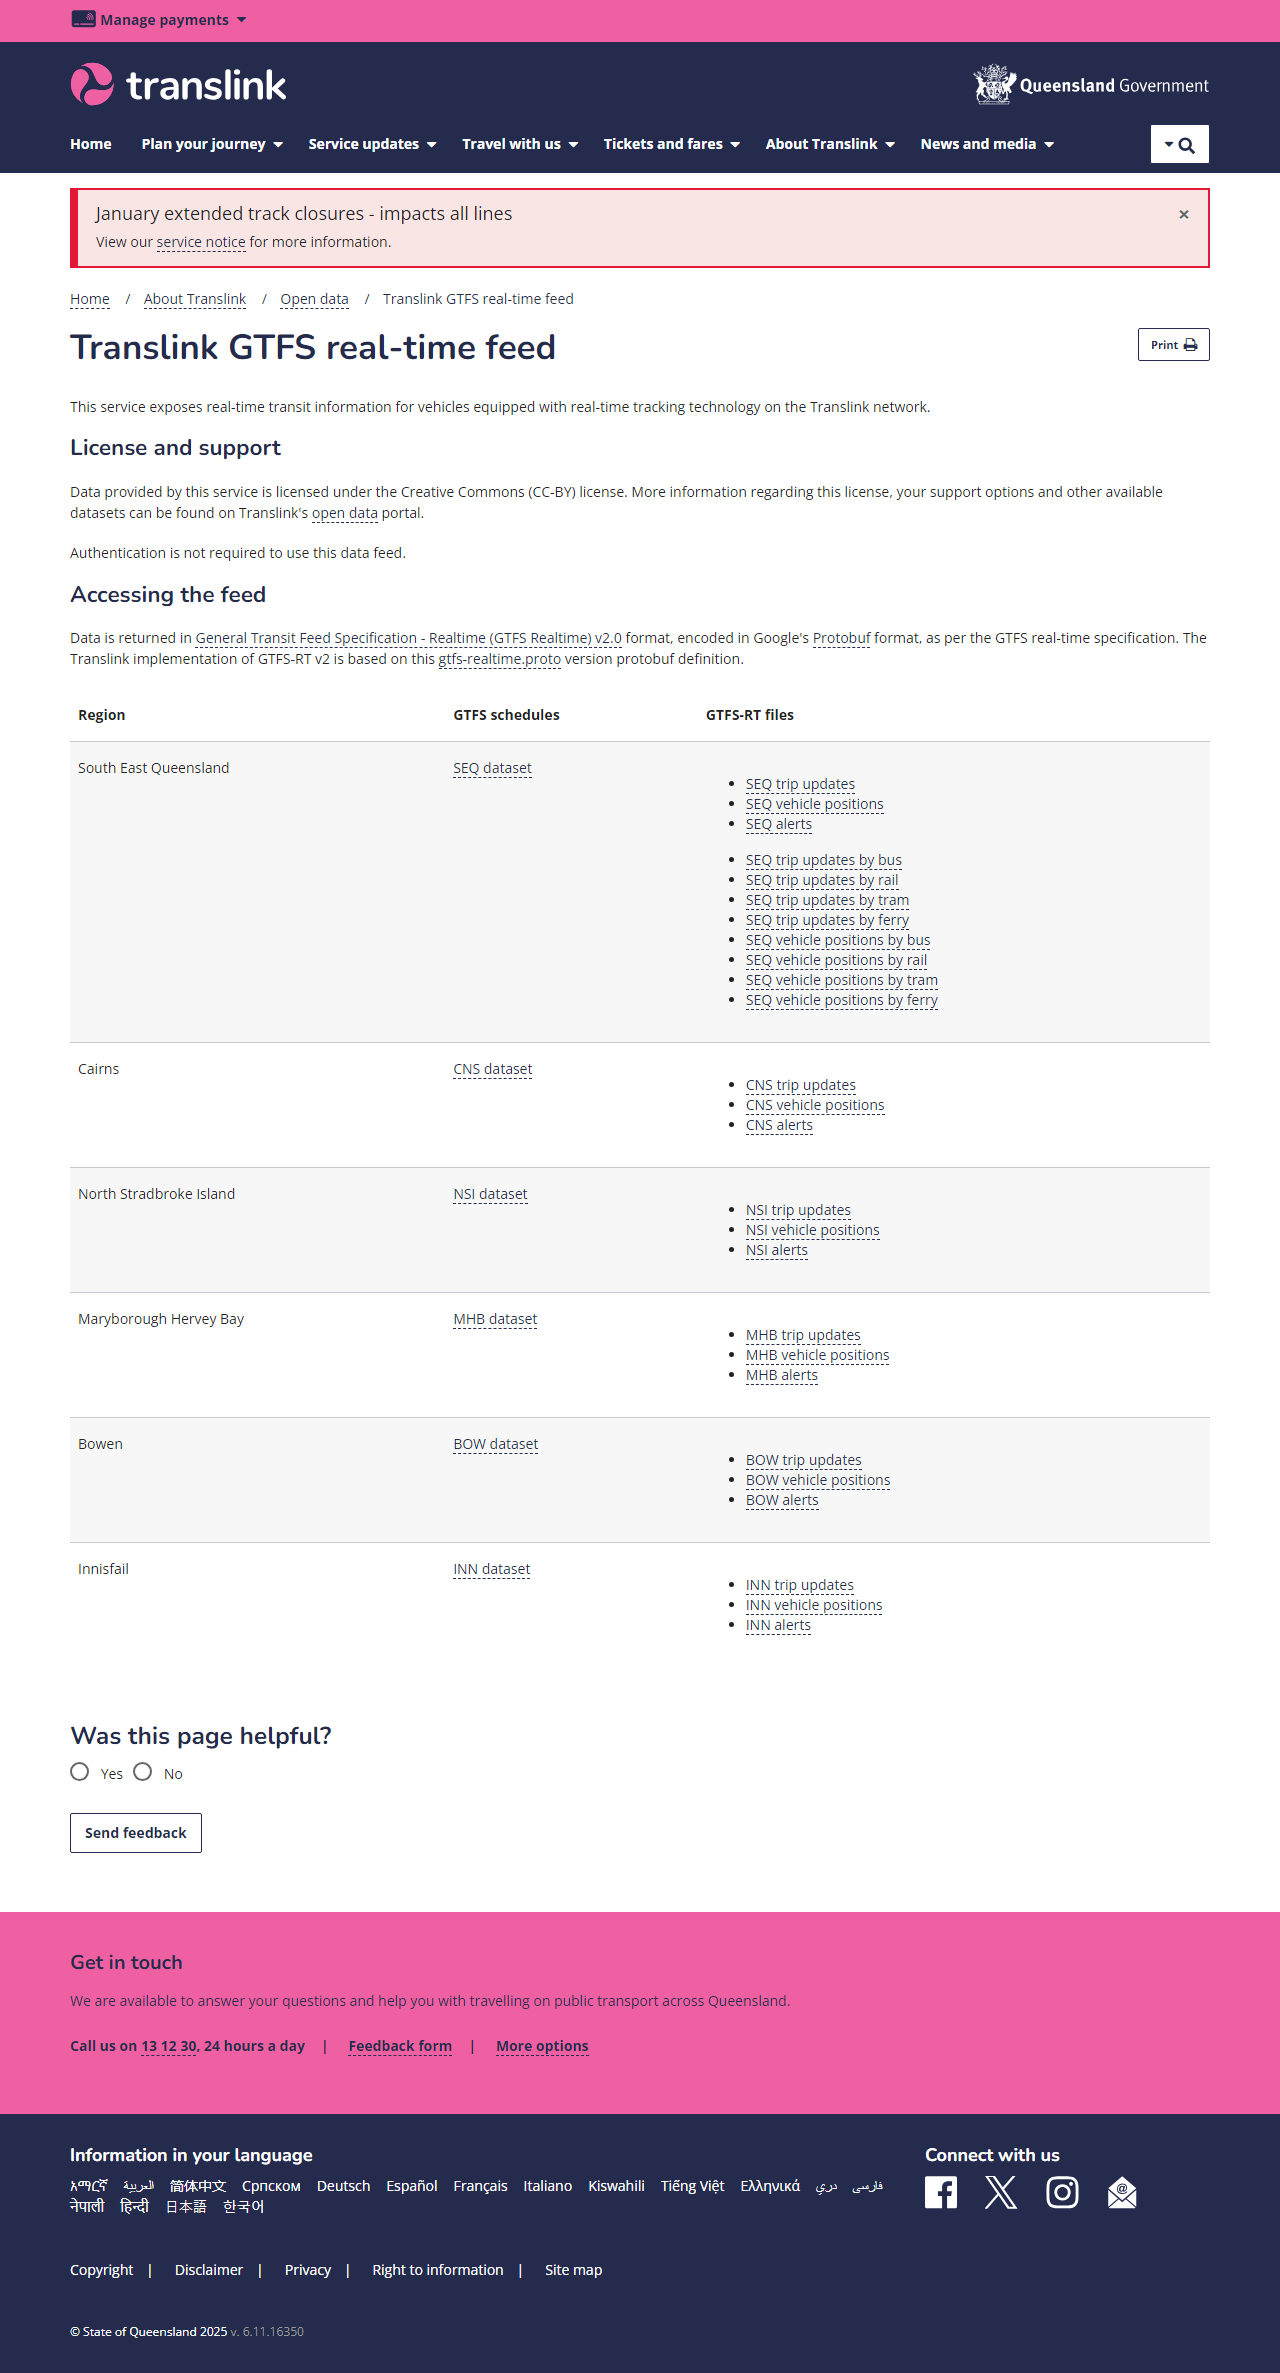 Manage payments
translink
Queensland Government
Home Plan your journey Service updates Travel with us Tickets and fares About Translink News and media
January extended track closures - impacts all lines ×
View our service notice for more information.
Home / About Translink / Open data / Translink GTFS real-time feed
Translink GTFS real-time feed
Print
This service exposes real-time transit information for vehicles equipped with real-time tracking technology on the Translink network.
License and support
Data provided by this service is licensed under the Creative Commons (CC-BY) license. More information regarding this license, your support options and other available
datasets can be found on Translink's open data portal.
Authentication is not required to use this data feed.
Accessing the feed
Data is returned in General Transit Feed Specification - Realtime (GTFS Realtime) v2.0 format, encoded in Google's Protobuf format, as per the GTFS real-time specification. The
Translink implementation of GTFS-RT v2 is based on this gtfs-realtime.proto version protobuf definition.
Region GTFS schedules GTFS-RT files
South East Queensland SEQ dataset
SEQ trip updates
SEQ vehicle positions
SEQ alerts
SEQ trip updates by bus
SEQ trip updates by rail
SEQ trip updates by tram
SEQ trip updates by ferry
SEQ vehicle positions by bus
SEQ vehicle positions by rail
SEQ vehicle positions by tram
SEQ vehicle positions by ferry
Cairns CNS dataset
CNS trip updates
CNS vehicle positions
CNS alerts
North Stradbroke Island NSI dataset
NSI trip updates
NSI vehicle positions
NSI alerts
Maryborough Hervey Bay MHB dataset
MHB trip updates
MHB vehicle positions
MHB alerts
Bowen BOW dataset
BOW trip updates
BOW vehicle positions
BOW alerts
Innisfail INN dataset
INN trip updates
INN vehicle positions
INN alerts
Was this page helpful?
Yes No
Send feedback
Get in touch
We are available to answer your questions and help you with travelling on public transport across Queensland.
Call us on 13 12 30, 24 hours a day | Feedback form | More options
Information in your language
አማርኛ العربية 简体中文 Српском Deutsch Español Français Italiano Kiswahili Tiếng Việt Ελληνικά دري فارسی
नेपाली हिन्दी 日本語 한국어
Connect with us
Copyright | Disclaimer | Privacy | Right to information | Site map
© State of Queensland 2025 v. 6.11.16350